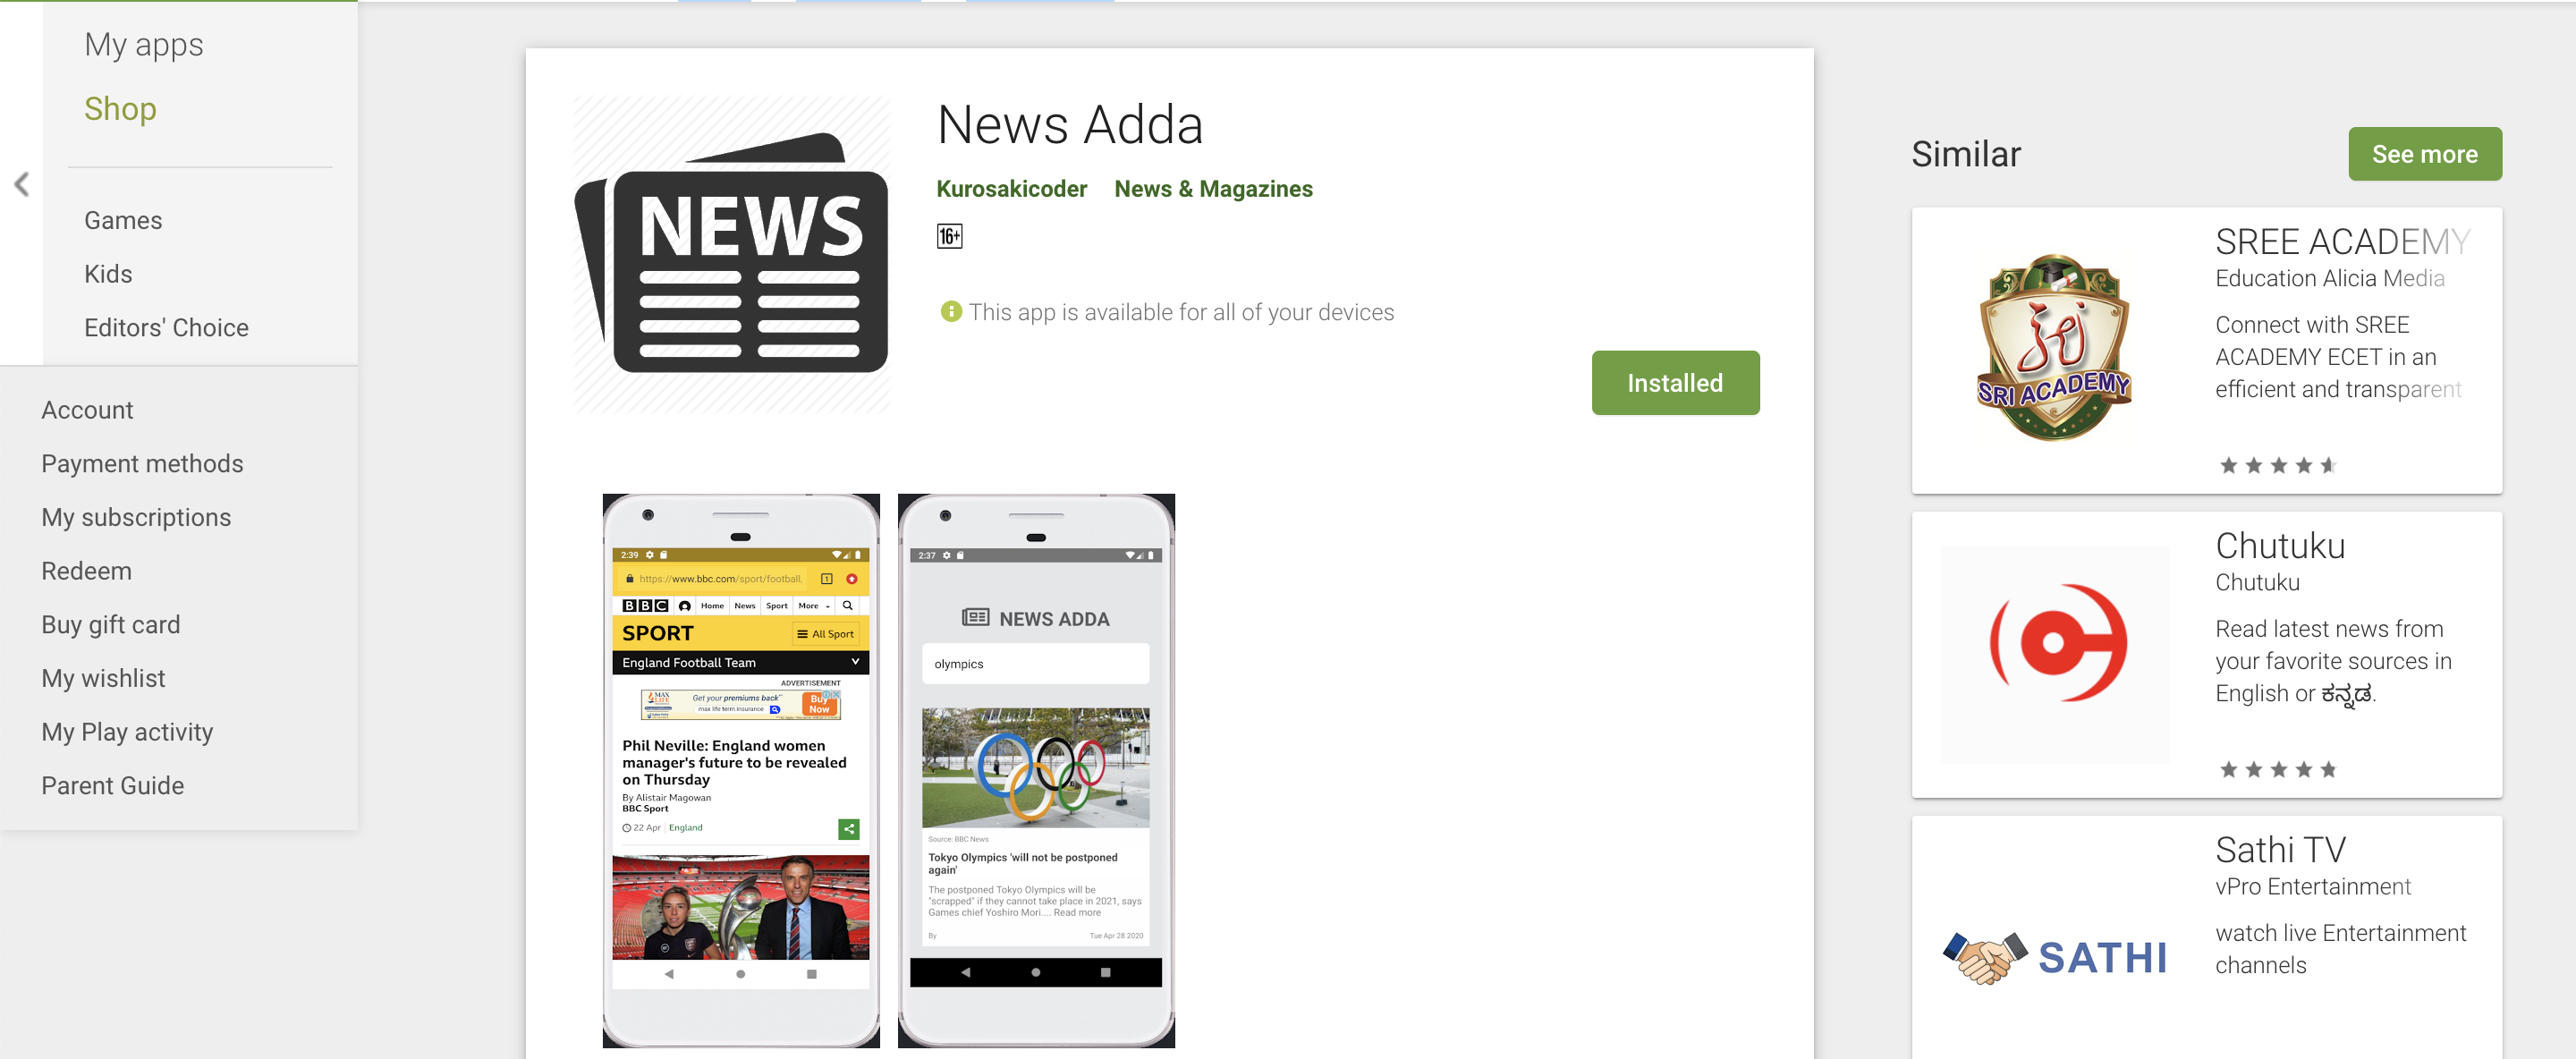 My apps
Shop
Games
Kids
Editors' Choice
Account
Payment methods
My subscriptions
Redeem
Buy gift card
My wishlist
My Play activity
Parent Guide
NEWS
News Adda
Kurosakicoder News & Magazines
16+
This app is available for all of your devices
Installed
2:39
https://www.bbc.com/sport/football.
1
BBC Home News Sport More
SPORT All Sport
England Football Team
ADVERTISEMENT
MAX LIFE
Get your premiums back
max life term insurance
Buy Now
Phil Neville: England women
manager's future to be revealed
on Thursday
By Alistair Magowan
BBC Sport
22 Apr England
2:37
NEWS ADDA
olympics
Source: BBC News
Tokyo Olympics 'will not be postponed
again'
The postponed Tokyo Olympics will be
"scrapped" if they cannot take place in 2021, says
Games chief Yoshiro Mori.... Read more
By Tue Apr 28 2020
Similar
See more
SRI ACADEMY
SREE ACADEMY
Education Alicia Media
Connect with SREE
ACADEMY ECET in an
efficient and transparent
Chutuku
Chutuku
Read latest news from
your favorite sources in
English or ಕನ್ನಡ.
SATHI
Sathi TV
vPro Entertainment
watch live Entertainment
channels